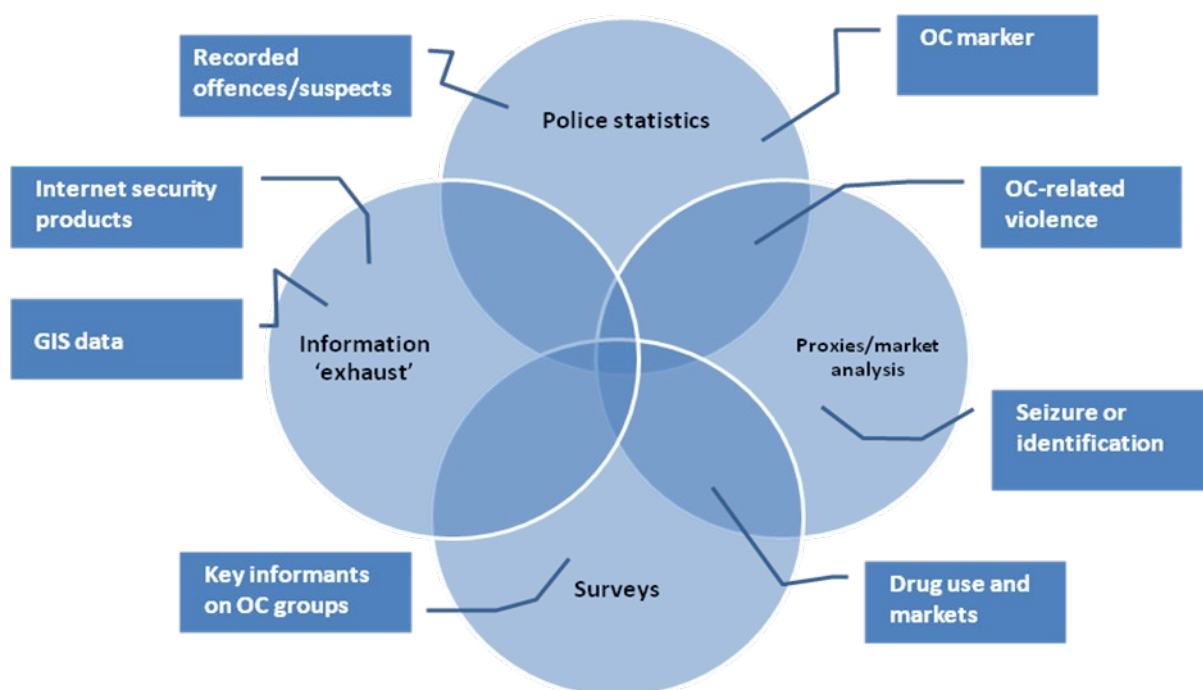 Recorded
offences/suspects
OC marker
Police statistics
Internet security
products
OC-related
violence
GIS data
Information
‘exhaust’
Proxies/market
analysis
Seizure or
identification
Key informants
on OC groups
Surveys
Drug use and
markets